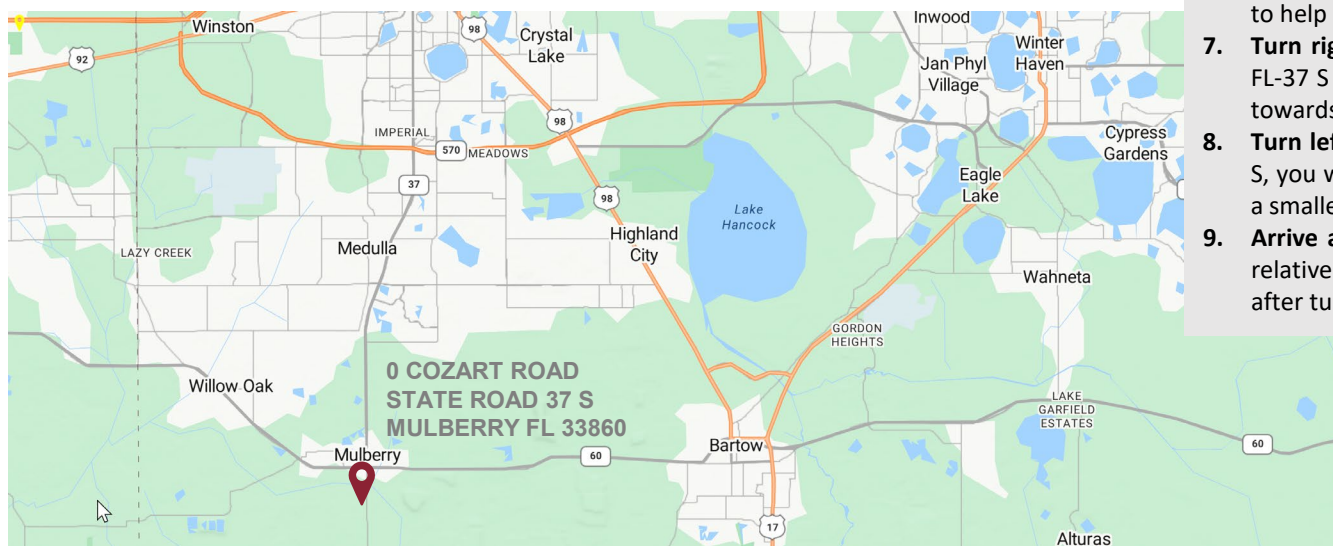 Winston
92
98
Crystal
Lake
98
IMPERIAL
570
MEADOWS
37
98
Medulla
Highland
City
LAZY CREEK
Lake
Hancock
Inwood
Winter
Haven
Jan Phyl
Village
Cypress
Gardens
Eagle
Lake
Wahneta
GORDON
HEIGHTS
Willow Oak
0 COZART ROAD
STATE ROAD 37 S
MULBERRY FL 33860
LAKE
GARFIELD
ESTATES
Mulberry
60
Bartow
60
17
Alturas
to help
7. Turn rig
FL-37 S
towards
8. Turn lef
S, you w
a smalle
9. Arrive a
relative
after tu